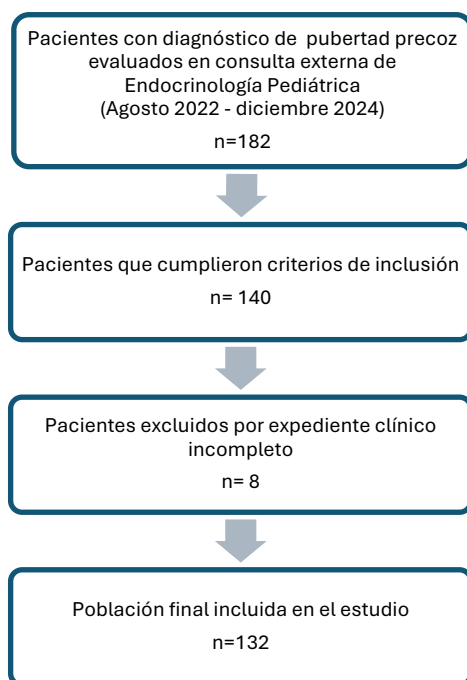 Pacientes con diagnóstico de pubertad precoz
evaluados en consulta externa de
Endocrinología Pediátrica
(Agosto 2022 - diciembre 2024)
n=182
Pacientes que cumplieron criterios de inclusión
n= 140
Pacientes excluidos por expediente clínico
incompleto
n= 8
Población final incluida en el estudio
n=132